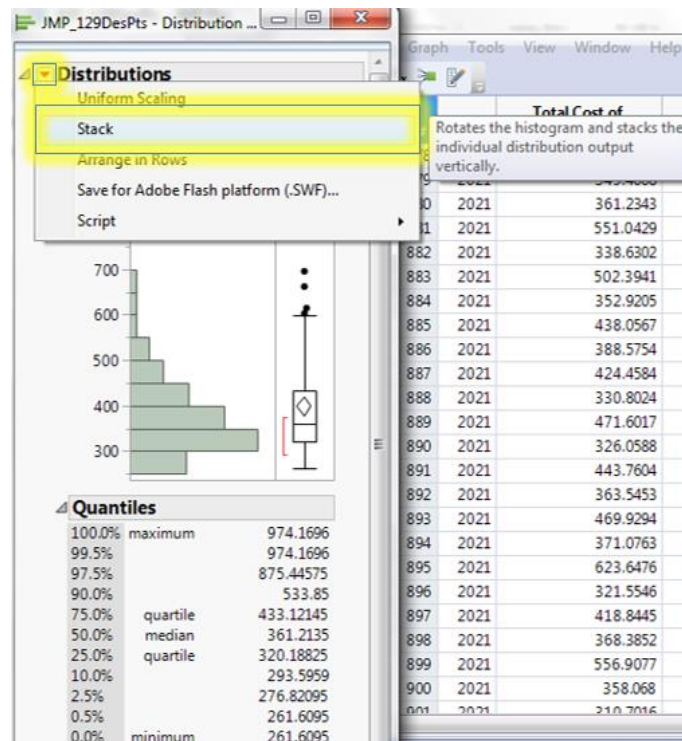 JMP_129DesPts - Distribution ...
Graph Tools View Window Help
Distributions
Uniform Scaling
Stack
Arrange in Rows
Save for Adobe Flash platform (.SWF)...
Script
Total Cost of
Rotates the histogram and stacks the
individual distribution output
vertically.
2021 361.2343
2021 551.0429
882 2021 338.6302
883 2021 502.3941
884 2021 352.9205
885 2021 438.0567
886 2021 388.5754
887 2021 424.4584
888 2021 330.8024
889 2021 471.6017
890 2021 326.0588
891 2021 443.7604
892 2021 363.5453
893 2021 469.9294
894 2021 371.0763
895 2021 623.6476
896 2021 321.5546
897 2021 418.8445
898 2021 368.3852
899 2021 556.9077
900 2021 358.068
901 2021 310.7016
700
600
500
400
300
Quantiles
100.0% maximum 974.1696
99.5% 974.1696
97.5% 875.44575
90.0% 533.85
75.0% quartile 433.12145
50.0% median 361.2135
25.0% quartile 320.18825
10.0% 293.5959
2.5% 276.82095
0.5% 261.6095
0.0% minimum 261.6095